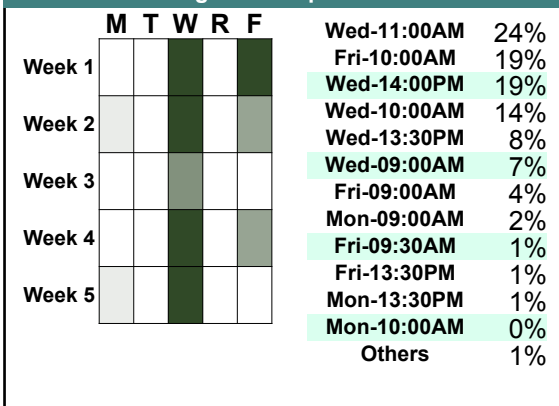 M T W R F
Week 1
Week 2
Week 3
Week 4
Week 5
Wed-11:00AM 24%
Fri-10:00AM 19%
Wed-14:00PM 19%
Wed-10:00AM 14%
Wed-13:30PM 8%
Wed-09:00AM 7%
Fri-09:00AM 4%
Mon-09:00AM 2%
Fri-09:30AM 1%
Fri-13:30PM 1%
Mon-13:30PM 1%
Mon-10:00AM 0%
Others 1%